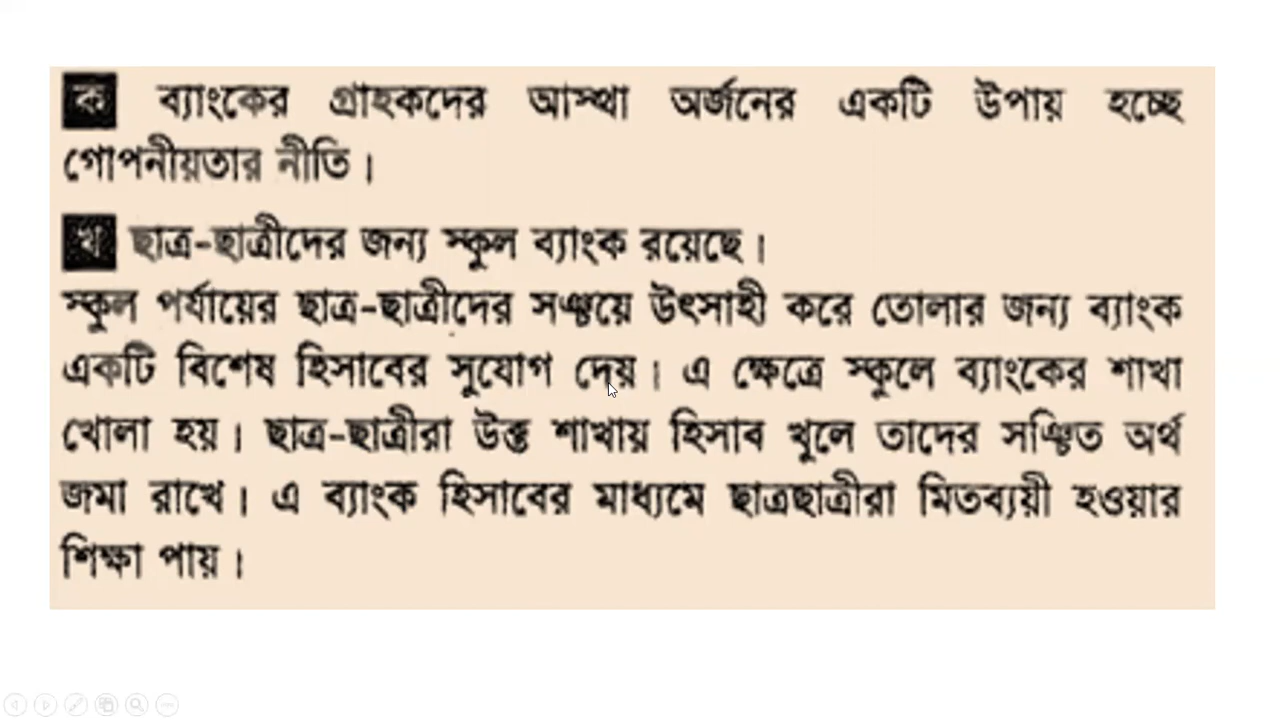 ক ব্যাংকের গ্রাহকদের আস্থা অর্জনের একটি উপায় হচ্ছে
গোপনীয়তার নীতি।
খ ছাত্র-ছাত্রীদের জন্য স্কুল ব্যাংক রয়েছে।
স্কুল পর্যায়ের ছাত্র-ছাত্রীদের সঞ্চয়ে উৎসাহী করে তোলার জন্য ব্যাংক
একটি বিশেষ হিসাবের সুযোগ দেয়। এ ক্ষেত্রে স্কুলে ব্যাংকের শাখা
খোলা হয়। ছাত্র-ছাত্রীরা উক্ত শাখায় হিসাব খুলে তাদের সঞ্চিত অর্থ
জমা রাখে। এ ব্যাংক হিসাবের মাধ্যমে ছাত্রছাত্রীরা মিতব্যয়ী হওয়ার
শিক্ষা পায়।